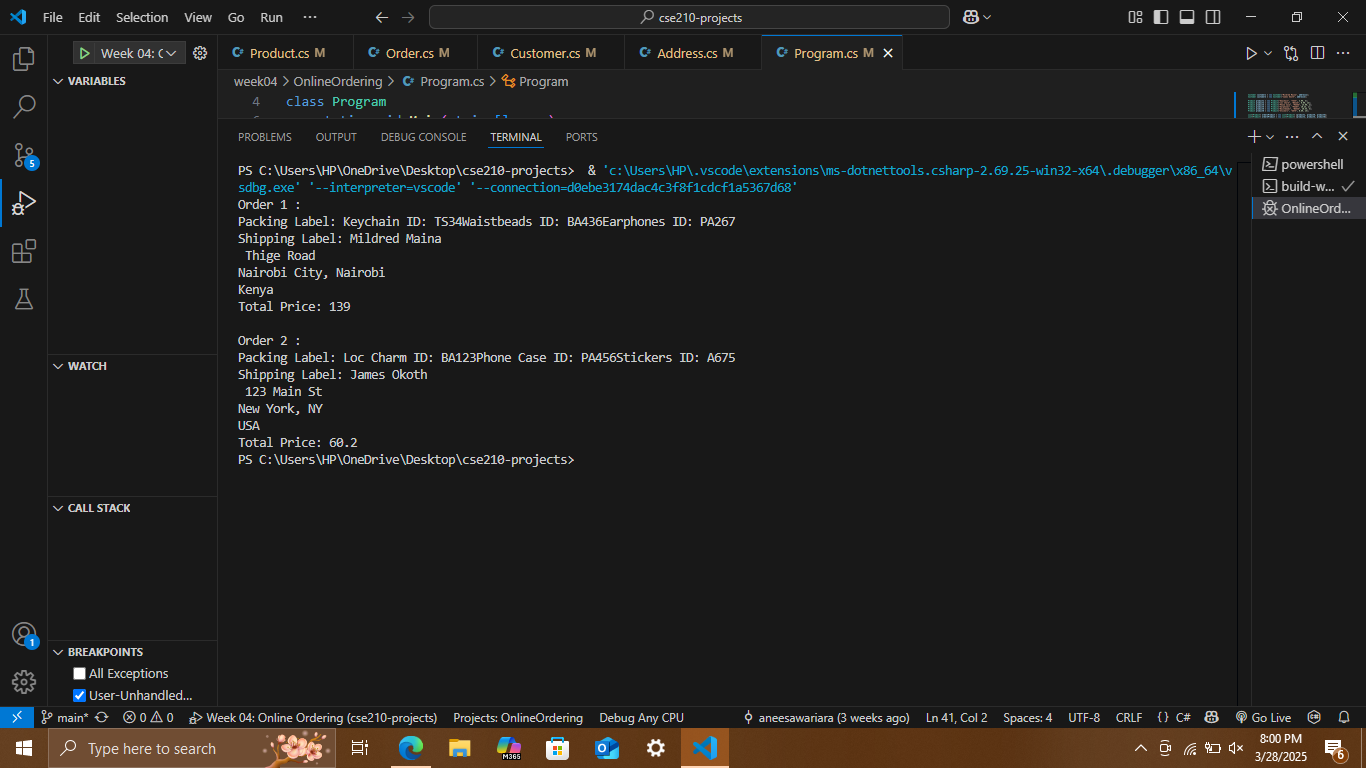 File Edit Selection View Go Run ··· cse210-projects
Week 04: C
Product.cs M Order.cs M Customer.cs M Address.cs M Program.cs M
VARIABLES
week04 > OnlineOrdering > Program.cs > Program
4 class Program
PROBLEMS OUTPUT DEBUG CONSOLE TERMINAL PORTS
PS C:\Users\HP\OneDrive\Desktop\cse210-projects> & 'c:\Users\HP\.vscode\extensions\ms-dotnettools.csharp-2.69.25-win32-x64\.debugger\x86_64\v
sdbg.exe' '--interpreter=vscode' '--connection=d0ebe3174dac4c3f8f1cdcf1a5367d68'
Order 1 :
Packing Label: Keychain ID: TS34Waistbeads ID: BA436Earphones ID: PA267
Shipping Label: Mildred Maina
Thige Road
Nairobi City, Nairobi
Kenya
Total Price: 139
Order 2 :
Packing Label: Loc Charm ID: BA123Phone Case ID: PA456Stickers ID: A675
Shipping Label: James Okoth
123 Main St
New York, NY
USA
Total Price: 60.2
PS C:\Users\HP\OneDrive\Desktop\cse210-projects>
powershell
build-w...
OnlineOrd...
5
WATCH
CALL STACK
1
BREAKPOINTS
All Exceptions
User-Unhandled...
main* 0 0 Week 04: Online Ordering (cse210-projects) Projects: OnlineOrdering Debug Any CPU aneesawariara (3 weeks ago) Ln 41, Col 2 Spaces: 4 UTF-8 CRLF {} C# Go Live
Type here to search
M365
8:00 PM
3/28/2025
6